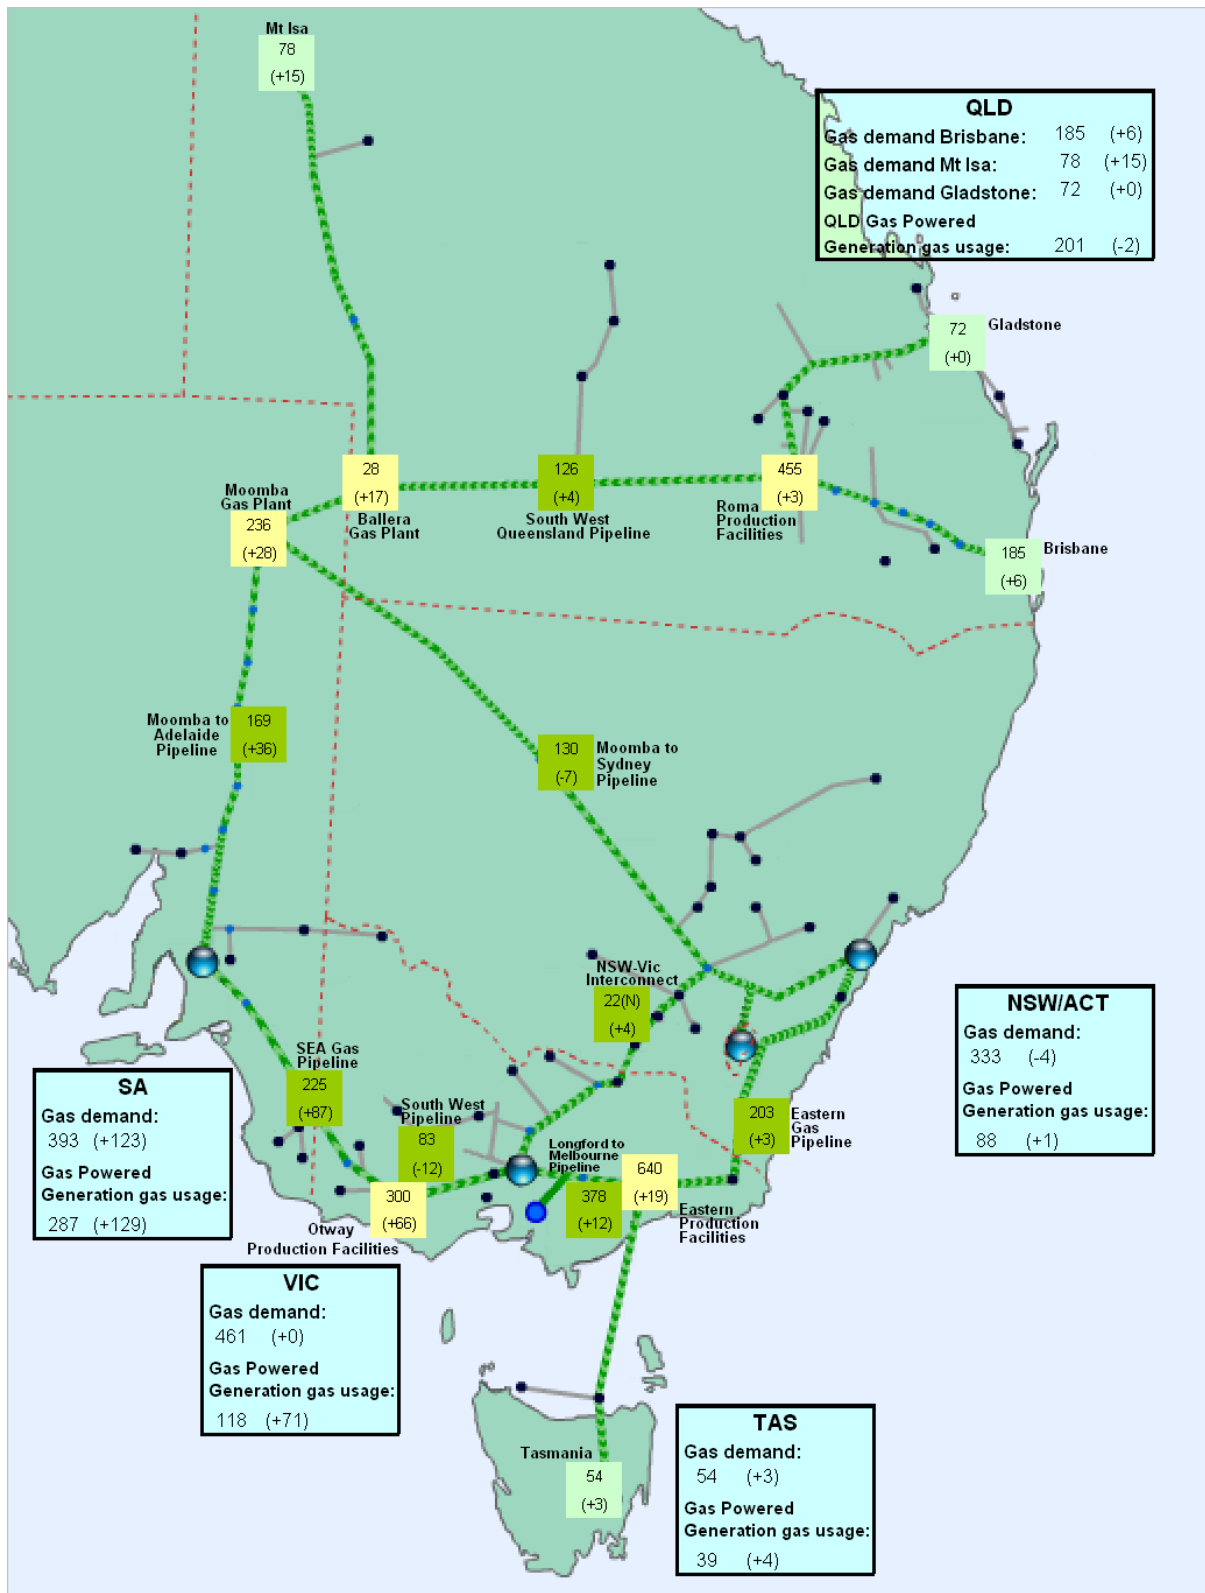 Mt Isa
78
(+15)
QLD
Gas demand Brisbane: 185 (+6)
Gas demand Mt Isa: 78 (+15)
Gas demand Gladstone: 72 (+0)
QLD Gas Powered
Generation gas usage: 201 (-2)
72
(+0)
Gladstone
Moomba
Gas Plant
236
(+28)
28
(+17)
Ballera
Gas Plant
126
(+4)
South West
Queensland Pipeline
455
(+3)
Roma
Production
Facilities
185
(+6)
Brisbane
Moomba to
Adelaide
Pipeline
169
(+36)
130
(-7)
Moomba to
Sydney
Pipeline
NSW-Vic
Interconnect
22(N)
(+4)
NSW/ACT
Gas demand:
333 (-4)
Gas Powered
Generation gas usage:
88 (+1)
SEA Gas
Pipeline
225
(+87)
SA
Gas demand:
393 (+123)
Gas Powered
Generation gas usage:
287 (+129)
South West
Pipeline
83
(-12)
Longford to
Melbourne
Pipeline
378
(+12)
203
(+3)
Eastern
Gas
Pipeline
640
(+19)
Eastern
Production
Facilities
300
(+66)
Otway
Production Facilities
VIC
Gas demand:
461 (+0)
Gas Powered
Generation gas usage:
118 (+71)
Tasmania
54
(+3)
TAS
Gas demand:
54 (+3)
Gas Powered
Generation gas usage:
39 (+4)